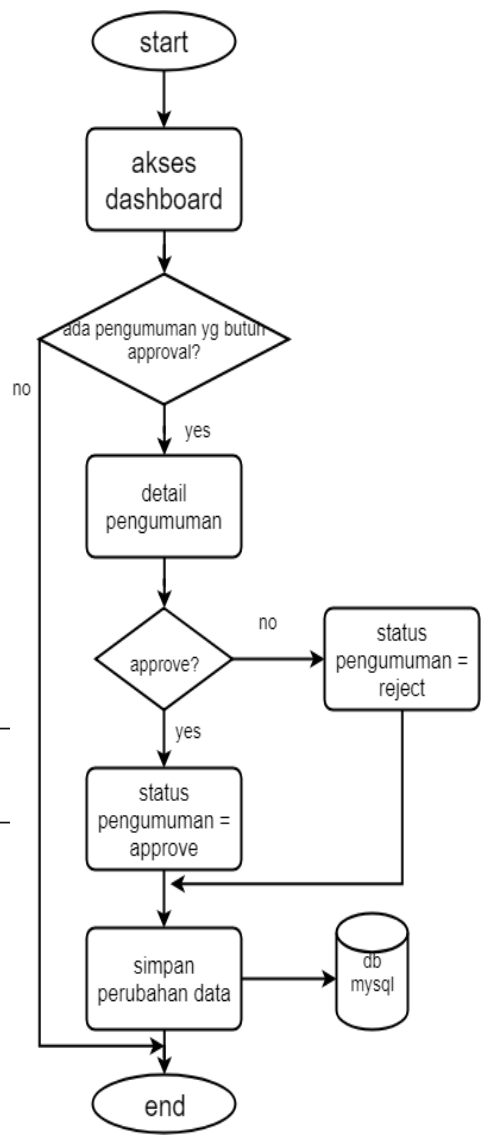 start
akses
dashboard
ada pengumuman yg butuh
approval?
no
yes
detail
pengumuman
approve?
no
status
pengumuman =
reject
yes
status
pengumuman =
approve
simpan
perubahan data
db
mysql
end